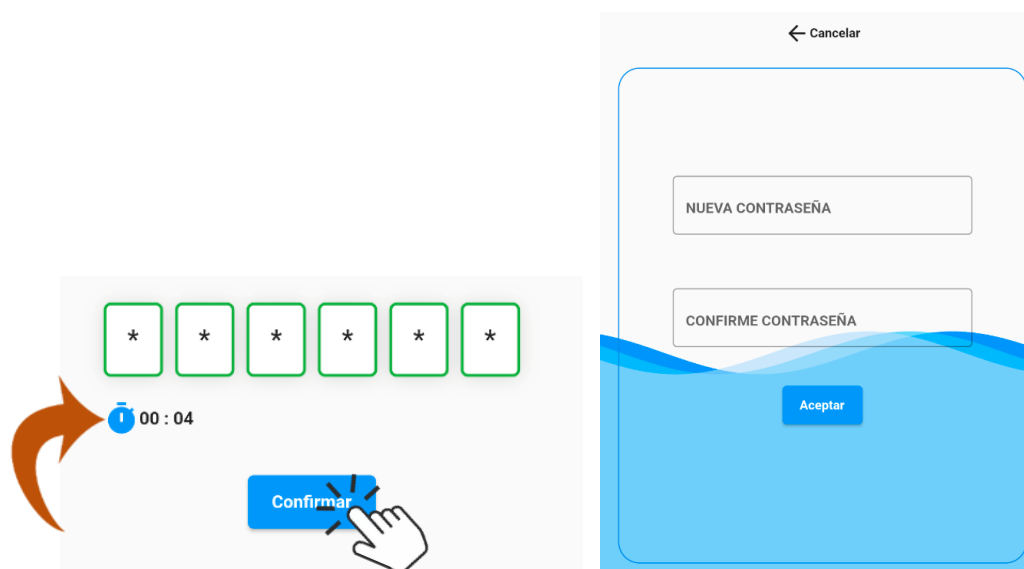 * * * * * *
00 : 04
Confirmar
Cancelar
NUEVA CONTRASEÑA
CONFIRME CONTRASEÑA
Aceptar